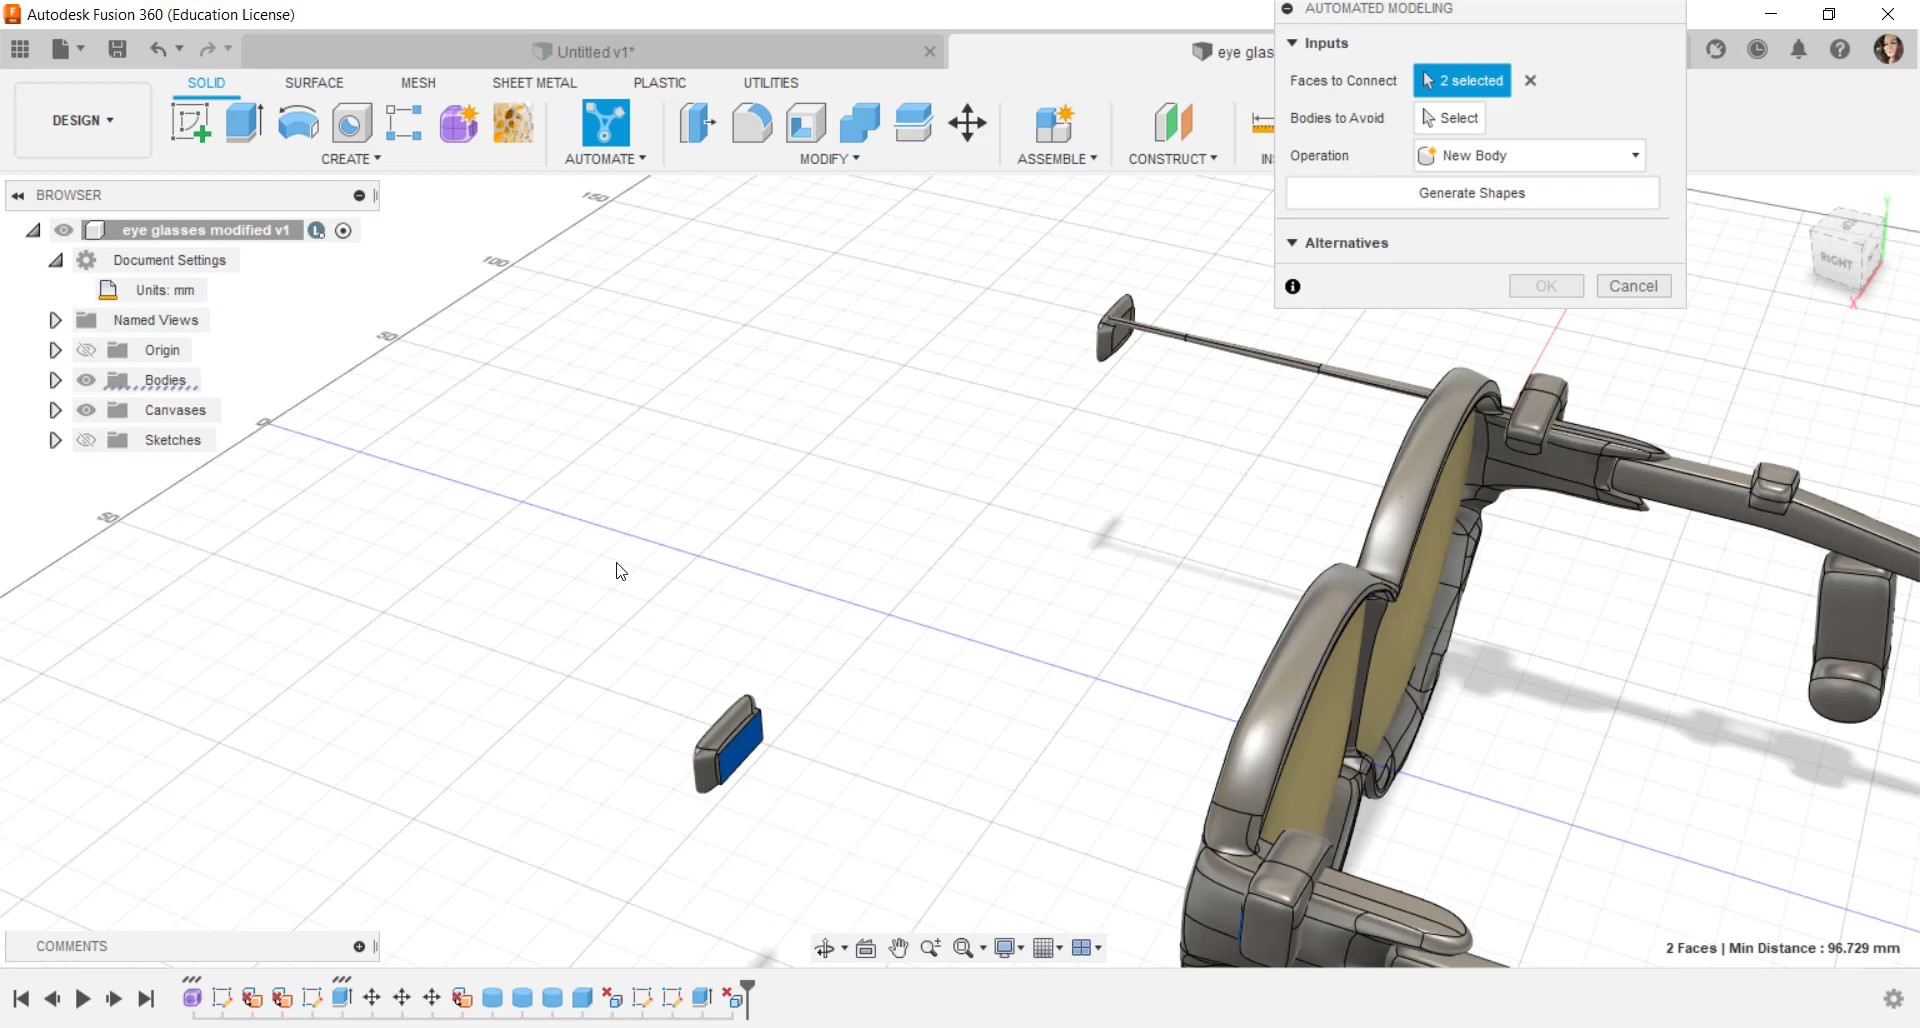 Autodesk Fusion 360 (Education License)
AUTOMATED MODELING
Untitled v1*
eye glas
Inputs
Faces to Connect
2 selected
Bodies to Avoid
Select
Operation
New Body
Generate Shapes
Alternatives
OK
Cancel
SOLID
SURFACE
MESH
SHEET METAL
PLASTIC
UTILITIES
DESIGN
CREATE
AUTOMATE
MODIFY
ASSEMBLE
CONSTRUCT
IN
BROWSER
eye glasses modified v1
Document Settings
Units: mm
Named Views
Origin
Bodies
Canvases
Sketches
150
100
50
0
50
RIGHT
Y
X
COMMENTS
2 Faces | Min Distance : 96.729 mm